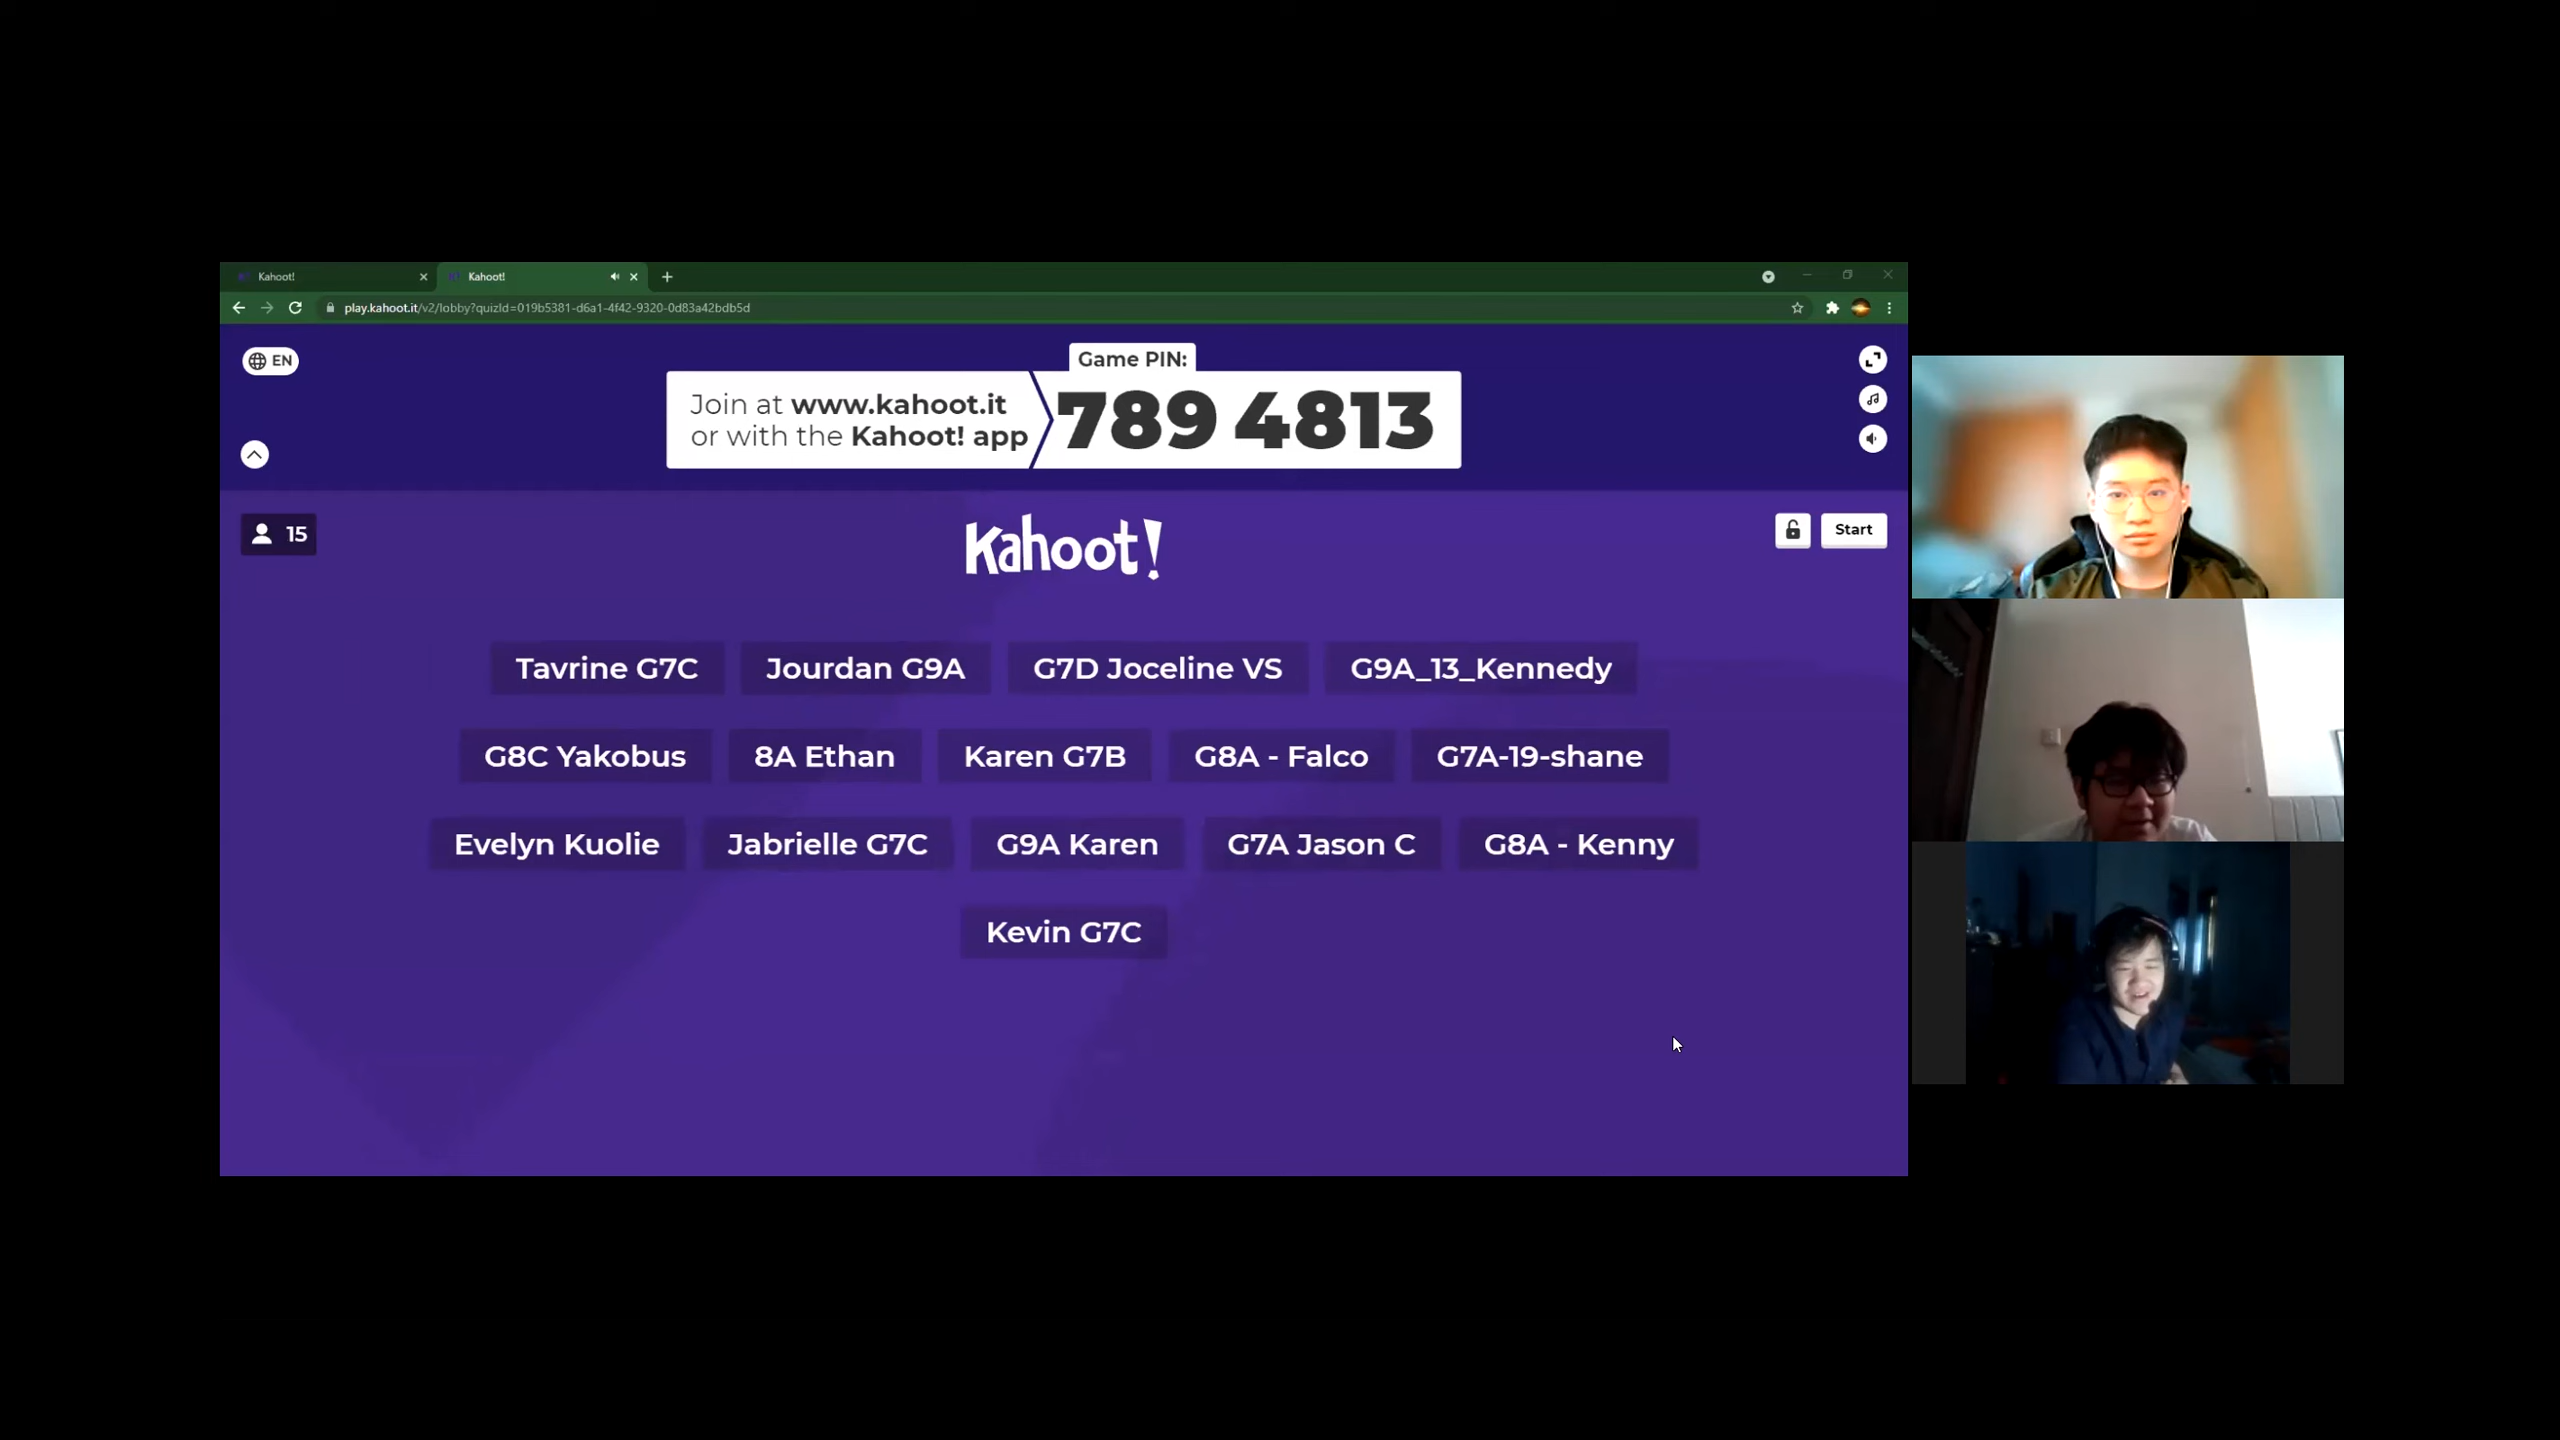 Kahoot!
Kahoot!
play.kahoot.it/v2/lobby?quizId=019b5381-d6a1-4f42-9320-0d83a42bdb5d
EN
Game PIN:
Join at www.kahoot.it
or with the Kahoot! app
789 4813
15
Kahoot!
Start
Tavrine G7C
Jourdan G9A
G7D Joceline VS
G9A_13_Kennedy
G8C Yakobus
8A Ethan
Karen G7B
G8A - Falco
G7A-19-shane
Evelyn Kuolie
Jabrielle G7C
G9A Karen
G7A Jason C
G8A - Kenny
Kevin G7C